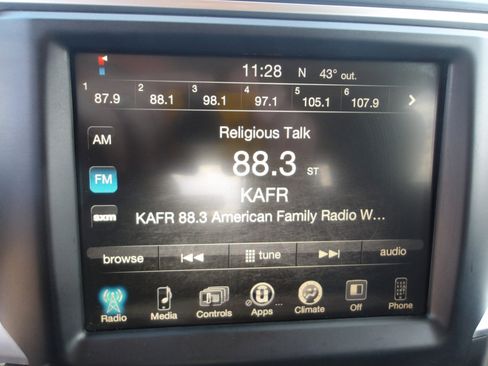 11:28 N 43° out.
1 87.9 2 88.1 3 98.1 4 97.1 5 105.1 6 107.9
AM
Religious Talk
88.3 ST
FM
KAFR
sxm
KAFR 88.3 American Family Radio W...
browse tune audio
Radio Media Controls Apps Climate Off Phone